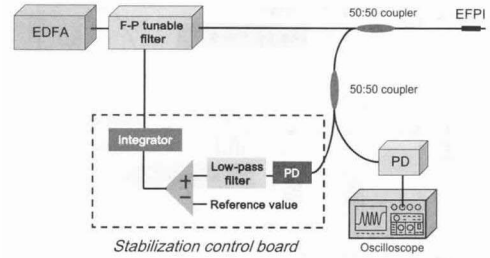 50:50 coupler
EFPI
EDFA
F-P tunable
filter
50:50 coupler
Integrator
Low-pass
filter
PD
PD
+
−
Reference value
Stabilization control board
Oscilloscope